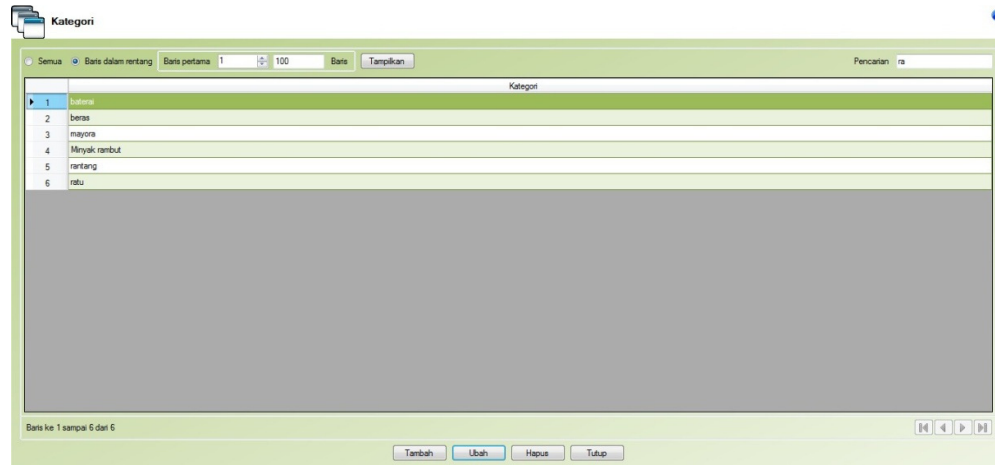 Kategori
Semua Baris dalam rentang Baris pertama 1 100 Baris Tampilkan Pencarian ra
Kategori
1 baterai
2 beras
3 mayora
4 Minyak rambut
5 rantang
6 ratu
Baris ke 1 sampai 6 dari 6
Tambah Ubah Hapus Tutup